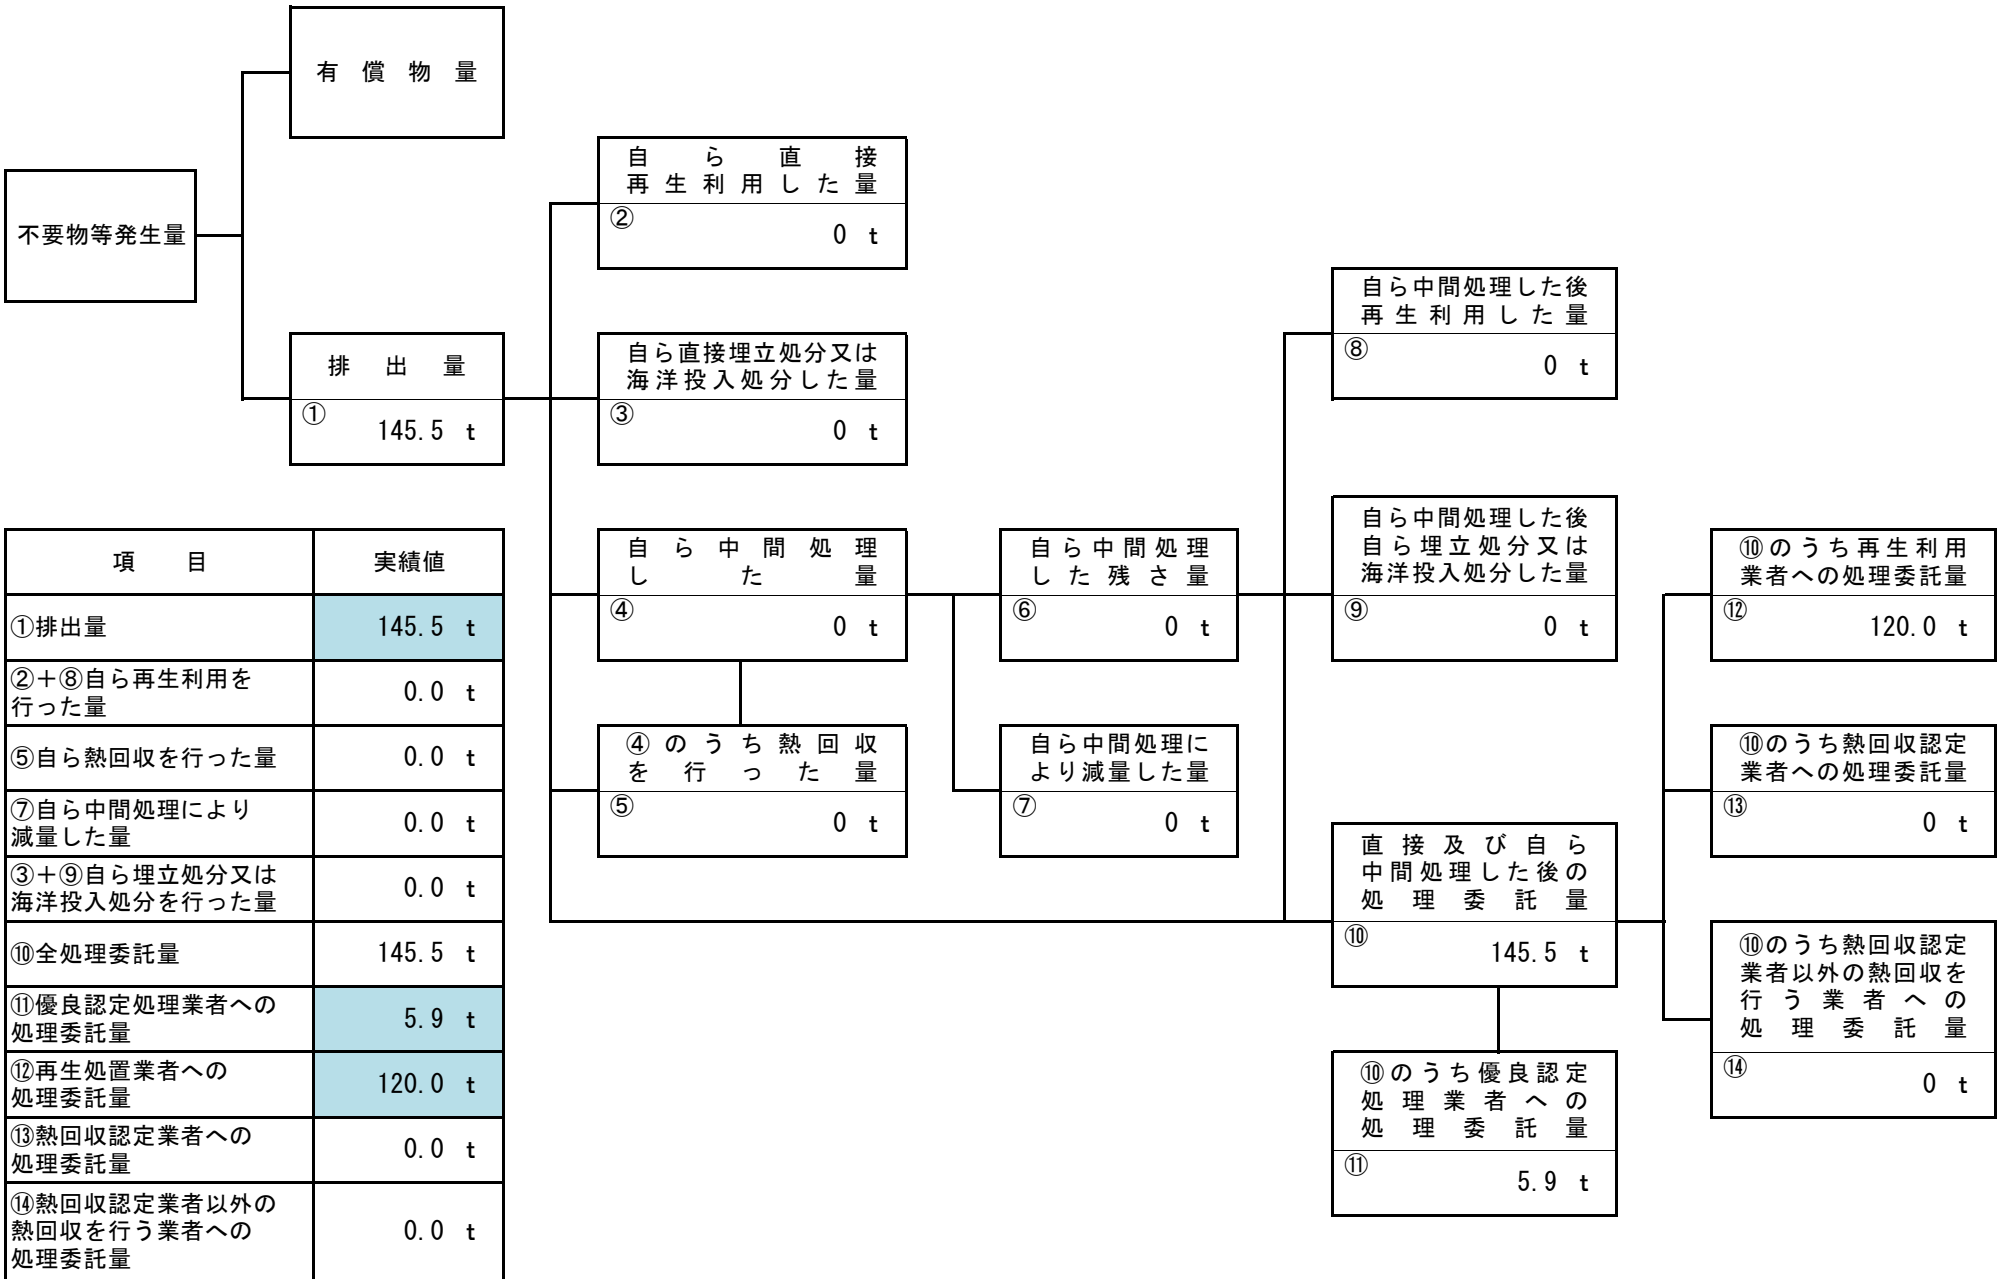 有償物量
不要物等発生量
排出量
①
145.5 t
自ら直接
再生利用した量
②
0 t
自ら直接埋立処分又は
海洋投入処分した量
③
0 t
自ら中間処理
した量
④
0 t
④のうち熱回収
を行った量
⑤
0 t
自ら中間処理
した残さ量
⑥
0 t
自ら中間処理に
より減量した量
⑦
0 t
自ら中間処理した後
再生利用した量
⑧
0 t
自ら中間処理した後
自ら埋立処分又は
海洋投入処分した量
⑨
0 t
直接及び自ら
中間処理した後の
処理委託量
⑩
145.5 t
⑩のうち優良認定
処理業者への
処理委託量
⑪
5.9 t
⑩のうち再生利用
業者への処理委託量
⑫
120.0 t
⑩のうち熱回収認定
業者への処理委託量
⑬
0 t
⑩のうち熱回収認定
業者以外の熱回収を
行う業者への
処理委託量
⑭
0 t
項目 実績値
①排出量 145.5 t
②＋⑧自ら再生利用を
行った量 0.0 t
⑤自ら熱回収を行った量 0.0 t
⑦自ら中間処理により
減量した量 0.0 t
③＋⑨自ら埋立処分又は
海洋投入処分を行った量 0.0 t
⑩全処理委託量 145.5 t
⑪優良認定処理業者への
処理委託量 5.9 t
⑫再生処置業者への
処理委託量 120.0 t
⑬熱回収認定業者への
処理委託量 0.0 t
⑭熱回収認定業者以外の
熱回収を行う業者への
処理委託量 0.0 t